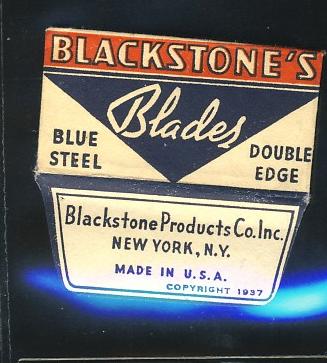 BLACKSTONE'S
Blades
BLUE
STEEL
DOUBLE
EDGE
Blackstone Products Co. Inc.
NEW YORK, N.Y.
MADE IN U.S.A.
COPYRIGHT 1937